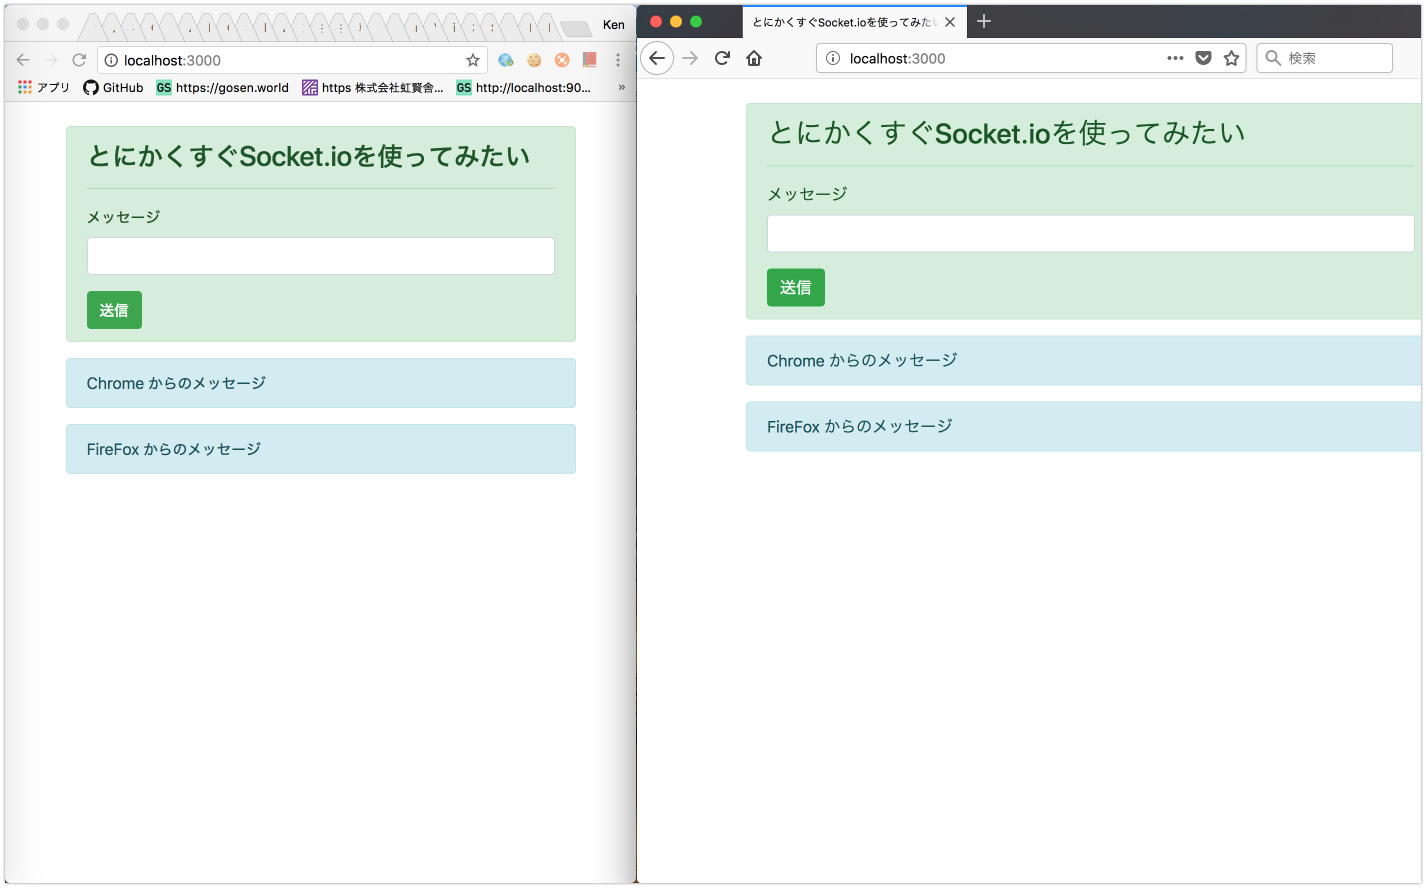 Ken
localhost:3000
アプリ GitHub GS https://gosen.world https 株式会社虹賢舎... GS http://localhost:90... »
とにかくすぐSocket.ioを使ってみたい
メッセージ
送信
Chrome からのメッセージ
FireFox からのメッセージ
とにかくすぐSocket.ioを使ってみた
localhost:3000
検索
とにかくすぐSocket.ioを使ってみたい
メッセージ
送信
Chrome からのメッセージ
FireFox からのメッセージ